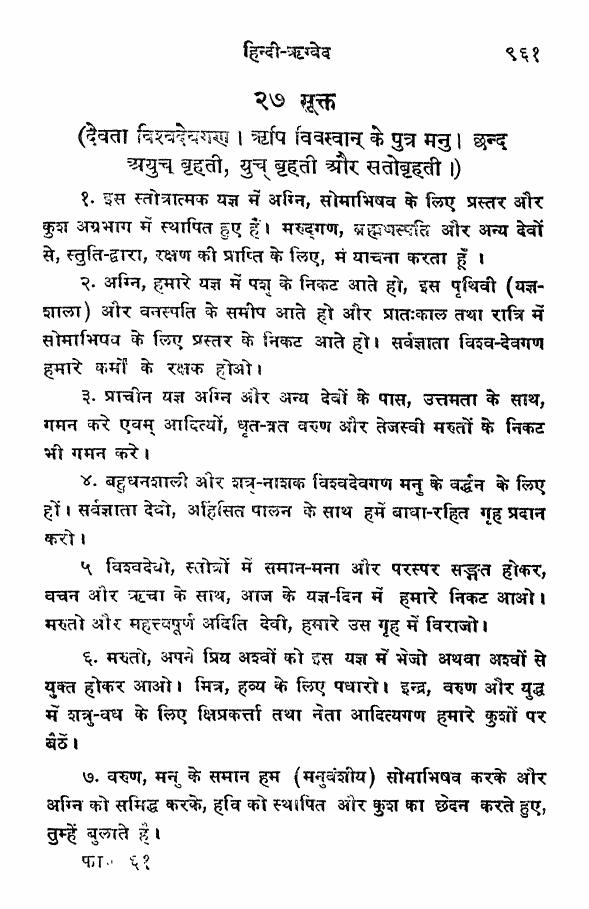 हिन्दी-ऋग्वेद ९६१
२७ सूक्त
(देवता विश्वदेवगण । ऋषि विवस्वान् के पुत्र मनु । छन्द
अयुच् बृहती, युच् बृहती और सतोबृहती ।)
१. इस स्तोत्रात्मक यज्ञ में अग्नि, सोमाभिषव के लिए प्रस्तर और
कुश अग्रभाग में स्थापित हुए हैं। मरुद्गण, ब्रह्मणस्पति और अन्य देवों
से, स्तुति-द्वारा, रक्षण की प्राप्ति के लिए, मं याचना करता हूँ ।
२. अग्नि, हमारे यज्ञ में पशु के निकट आते हो, इस पृथिवी (यज्ञ-
शाला) और वनस्पति के समीप आते हो और प्रातःकाल तथा रात्रि में
सोमाभिषव के लिए प्रस्तर के निकट आते हो। सर्वज्ञाता विश्व-देवगण
हमारे कर्मों के रक्षक होओ।
३. प्राचीन यज्ञ अग्नि और अन्य देवों के पास, उत्तमता के साथ,
गमन करे एवम् आदित्यों, धृत-व्रत वरुण और तेजस्वी मरुतों के निकट
भी गमन करे।
४. बहुधनशाली और शत्रु-नाशक विश्वदेवगण मनु के वर्द्धन के लिए
हों। सर्वज्ञाता देवो, अहिंसित पालन के साथ हमें बाधा-रहित गृह प्रदान
करो।
५ विश्वदेवो, स्तोत्रों में समान-मना और परस्पर सङ्गत होकर,
वचन और ऋचा के साथ, आज के यज्ञ-दिन में हमारे निकट आओ।
मरुतो और महत्त्वपूर्ण अदिति देवी, हमारे उस गृह में विराजो।
६. मरुतो, अपने प्रिय अश्वों को इस यज्ञ में भेजो अथवा अश्वों से
युक्त होकर आओ। मित्र, हव्य के लिए पधारो। इन्द्र, वरुण और युद्ध
में शत्रु-वध के लिए क्षिप्रकर्त्ता तथा नेता आदित्यगण हमारे कुशों पर
बैठें।
७. वरुण, मनु के समान हम (मनुवंशीय) सोमाभिषव करके और
अग्नि को समिद्ध करके, हवि को स्थापित और कुश का छेदन करते हुए,
तुम्हें बुलाते हैं।
फा० ६१